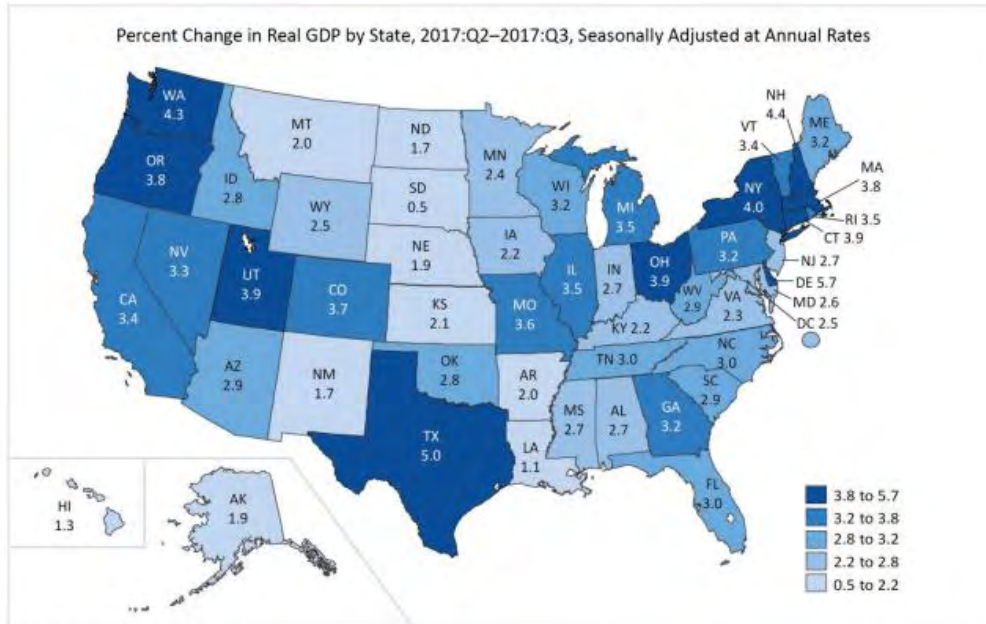 Percent Change in Real GDP by State, 2017:Q2–2017:Q3, Seasonally Adjusted at Annual Rates
WA
4.3
OR
3.8
CA
3.4
NV
3.3
ID
2.8
MT
2.0
WY
2.5
UT
3.9
CO
3.7
AZ
2.9
NM
1.7
ND
1.7
SD
0.5
NE
1.9
KS
2.1
OK
2.8
TX
5.0
MN
2.4
IA
2.2
MO
3.6
AR
2.0
LA
1.1
WI
3.2
IL
3.5
MI
3.5
IN
2.7
OH
3.9
KY 2.2
TN 3.0
MS
2.7
AL
2.7
GA
3.2
FL
3.0
SC
2.9
NC
3.0
VA
2.3
WV
2.9
PA
3.2
NY
4.0
VT
3.4
NH
4.4
ME
3.2
MA
3.8
RI 3.5
CT 3.9
NJ 2.7
DE 5.7
MD 2.6
DC 2.5
HI
1.3
AK
1.9
3.8 to 5.7
3.2 to 3.8
2.8 to 3.2
2.2 to 2.8
0.5 to 2.2